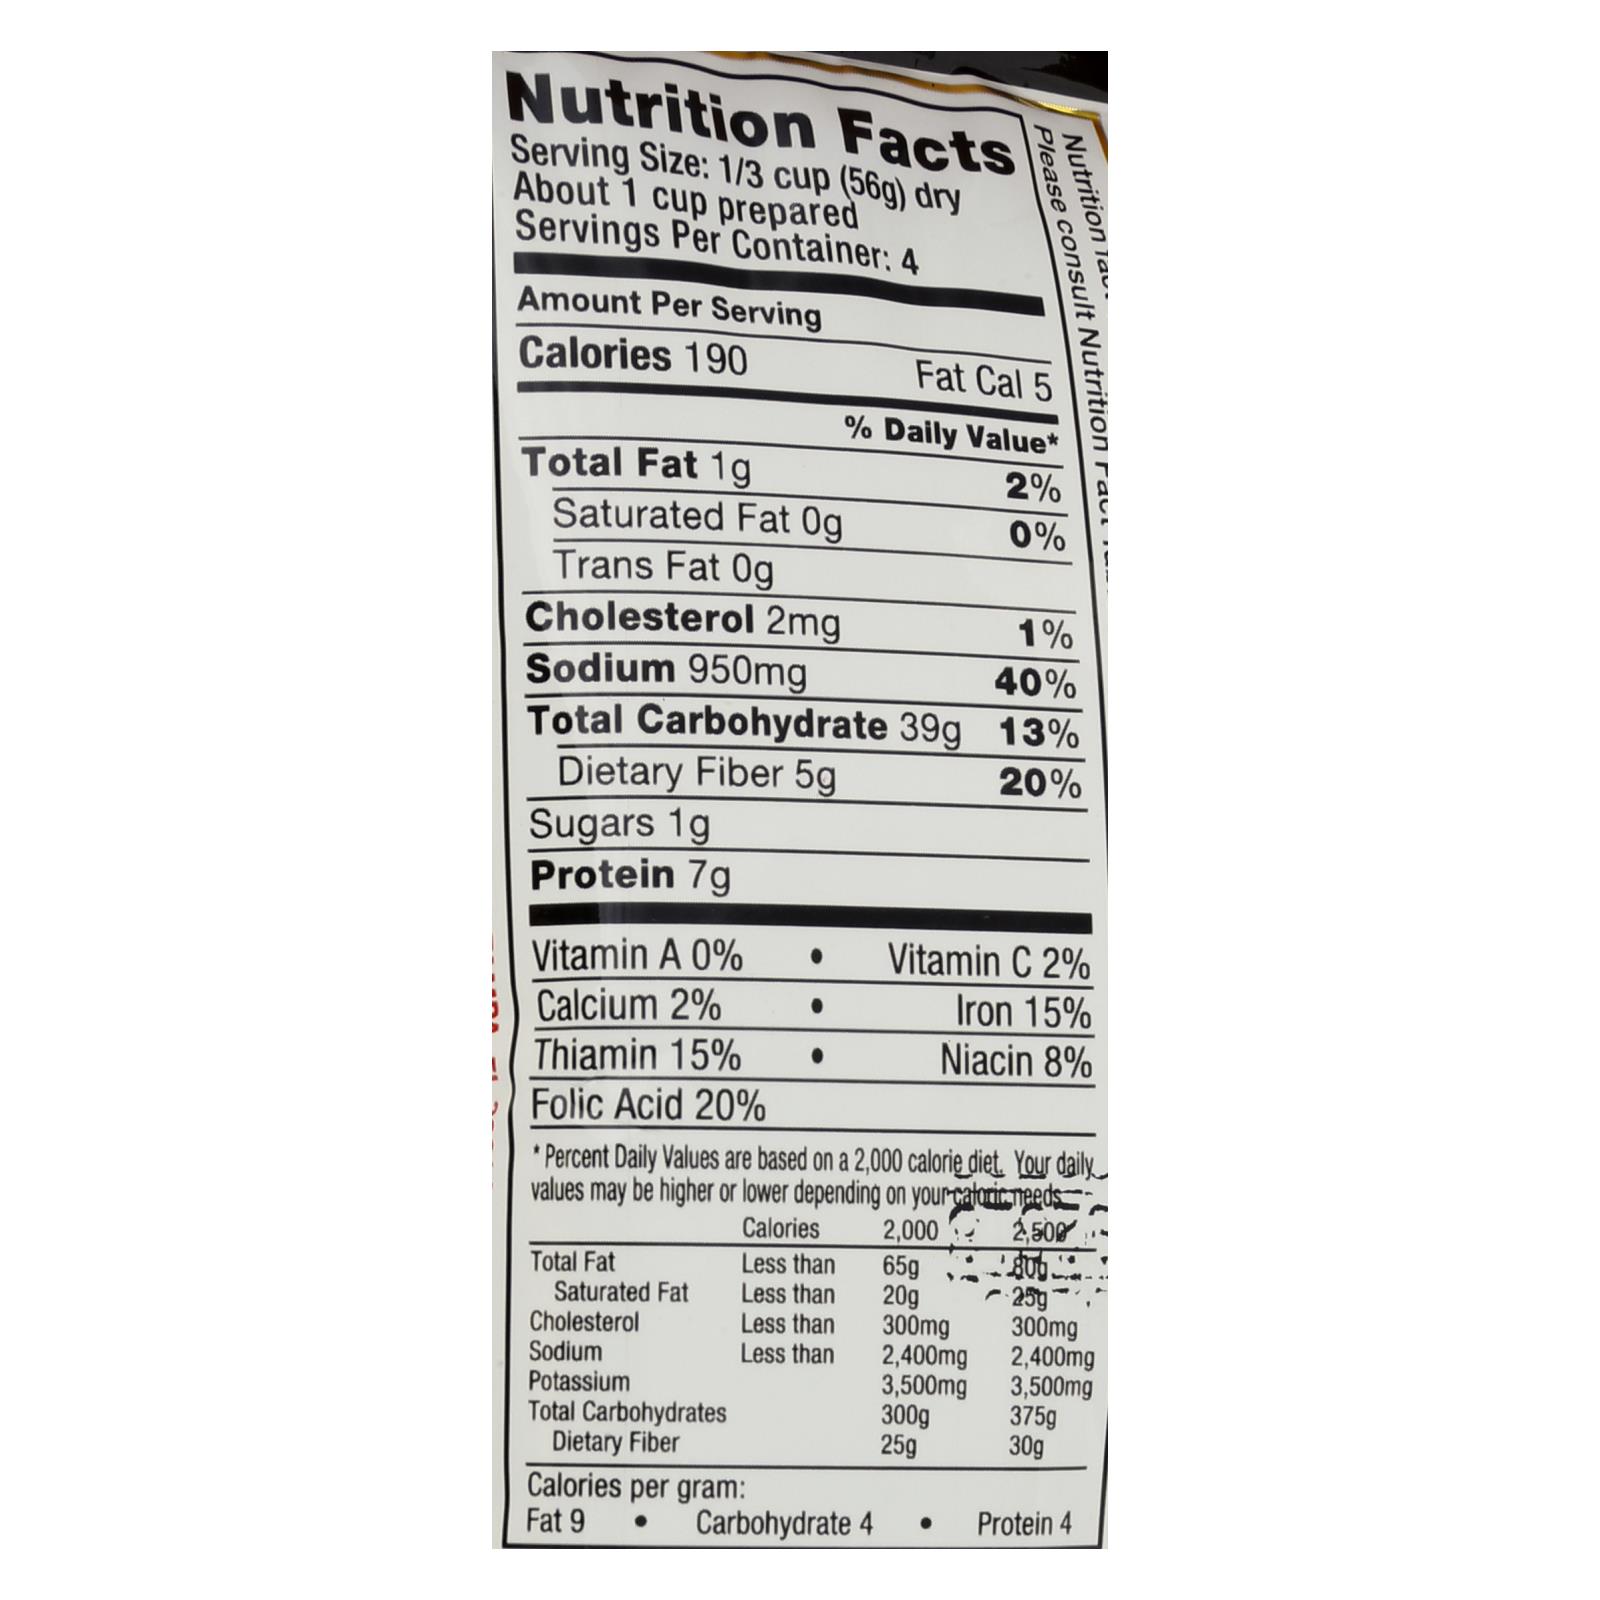 Nutrition Facts
Serving Size: 1/3 cup (56g) dry
About 1 cup prepared
Servings Per Container: 4
Amount Per Serving
Calories 190 Fat Cal 5
% Daily Value*
Total Fat 1g 2%
Saturated Fat 0g 0%
Trans Fat 0g
Cholesterol 2mg 1%
Sodium 950mg 40%
Total Carbohydrate 39g 13%
Dietary Fiber 5g 20%
Sugars 1g
Protein 7g
Vitamin A 0% • Vitamin C 2%
Calcium 2% • Iron 15%
Thiamin 15% • Niacin 8%
Folic Acid 20%
* Percent Daily Values are based on a 2,000 calorie diet. Your daily
values may be higher or lower depending on your caloric needs
Calories 2,000 2,500
Total Fat Less than 65g 80g
Saturated Fat Less than 20g 25g
Cholesterol Less than 300mg 300mg
Sodium Less than 2,400mg 2,400mg
Potassium 3,500mg 3,500mg
Total Carbohydrates 300g 375g
Dietary Fiber 25g 30g
Calories per gram:
Fat 9 • Carbohydrate 4 • Protein 4
Nutrition
Please consult Nutrition